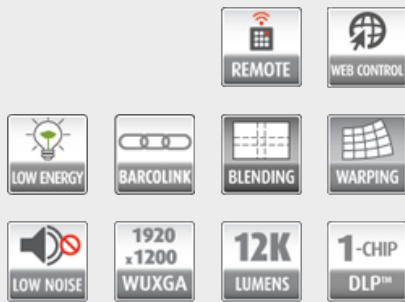 REMOTE
WEB CONTROL
LOW ENERGY
BARCOLINK
BLENDING
WARPING
LOW NOISE
1920
x1200
WUXGA
12K
LUMENS
1-CHIP
DLP™